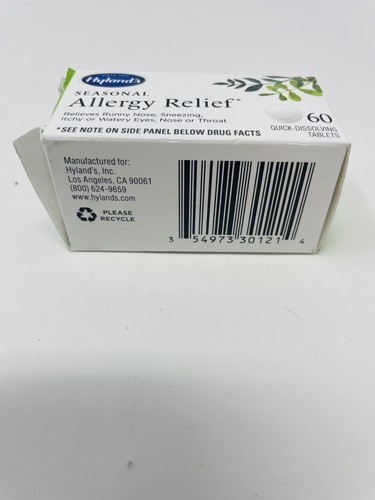 Hyland's
SEASONAL
Allergy Relief*
Relieves Runny Nose, Sneezing,
Itchy or Watery Eyes, Nose or Throat
*SEE NOTE ON SIDE PANEL BELOW DRUG FACTS
60
QUICK-DISSOLVING
TABLETS
Manufactured for:
Hyland's, Inc.
Los Angeles, CA 90061
(800) 624-9659
www.hylands.com
PLEASE
RECYCLE
3 54973 30121 4